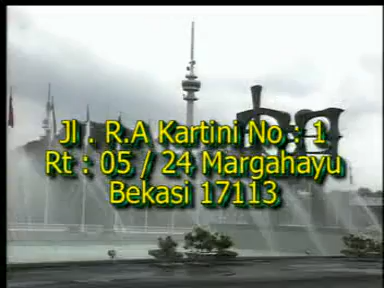 Jl . R.A Kartini No : 1
Rt : 05 / 24 Margahayu
Bekasi 17113